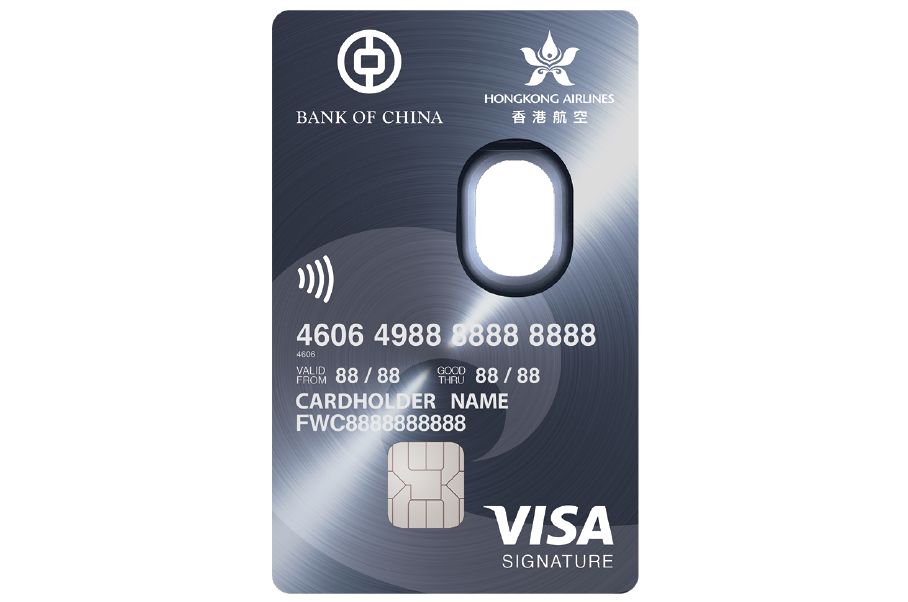 BANK OF CHINA
HONGKONG AIRLINES
香港航空
4606 4988 8888 8888
4606
VALID FROM 88 / 88 GOOD THRU 88 / 88
CARDHOLDER NAME
FWC8888888888
VISA
SIGNATURE